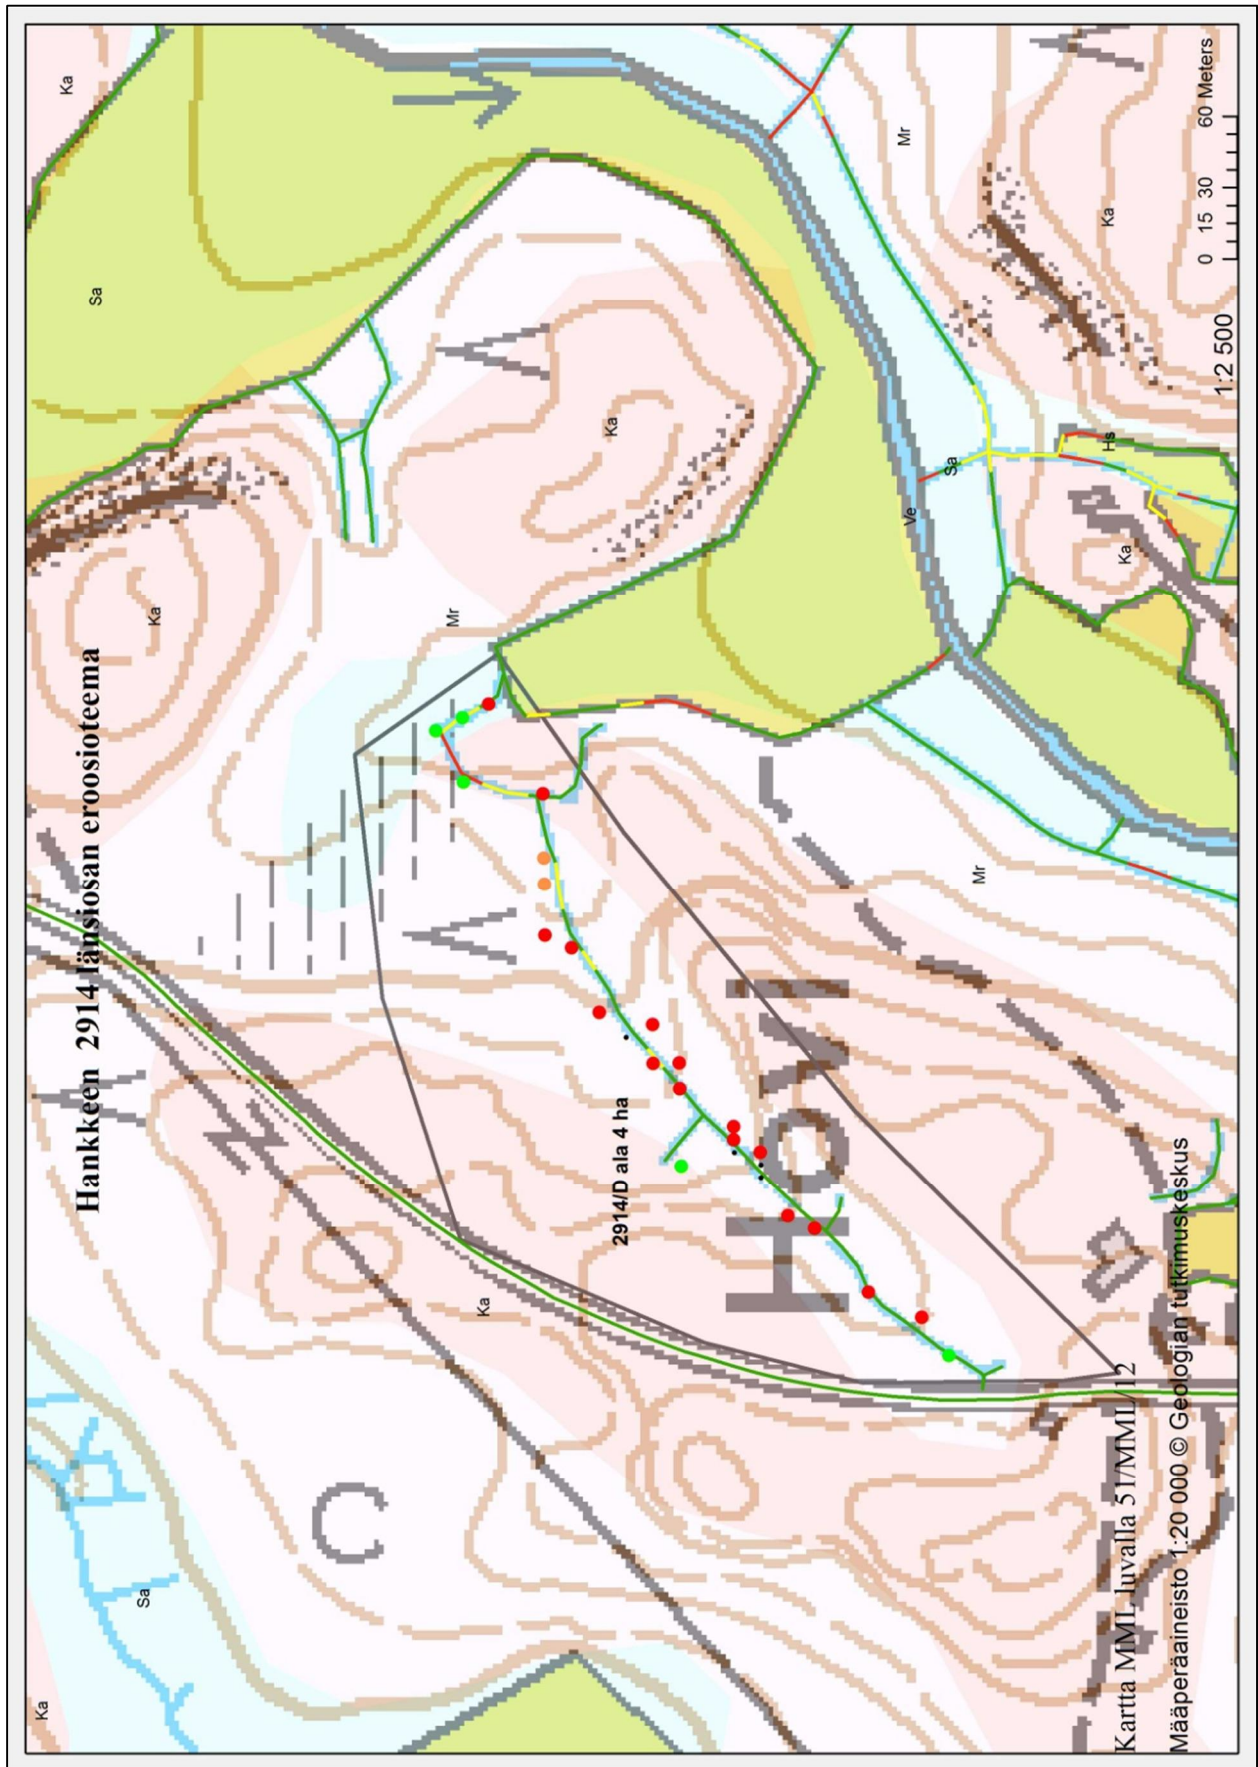 Ka
Ka
Hankkeen 2914 länsiosan eroosioteema
Sa
Sa
Ka
C
Mr
Ka
Ka
2914/D ala 4 ha
HOVI
Mr
Ve
Sa
Mr
Ka
Hs
Ka
Kartta MML luvalla 51/MML/12
Määperäaineisto 1:20 000 © Geologian tutkimuskeskus
0 15 30 60 Meters
1:2 500